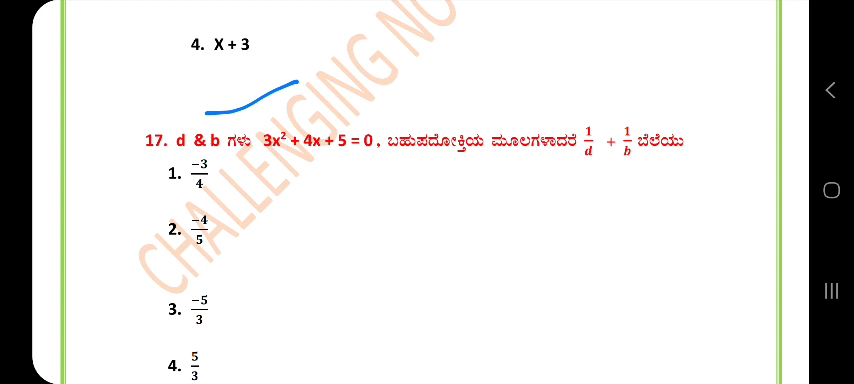 4. X + 3
17. d & b ಗಳು 3x² + 4x + 5 = 0, ಬಹುಪದೋಕ್ತಿಯ ಮೂಲಗಳಾದರೆ 1/d + 1/b ಬೆಲೆಯು
1. −3/4
2. −4/5
3. −5/3
4. 5/3
CHALLENGING NO